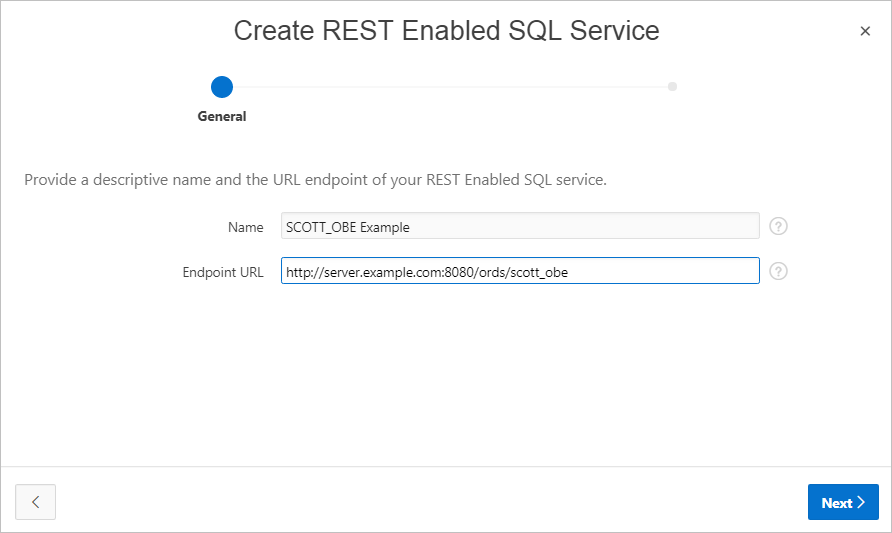 Create REST Enabled SQL Service
General
Provide a descriptive name and the URL endpoint of your REST Enabled SQL service.
Name SCOTT_OBE Example ?
Endpoint URL http://server.example.com:8080/ords/scott_obe ?
Next